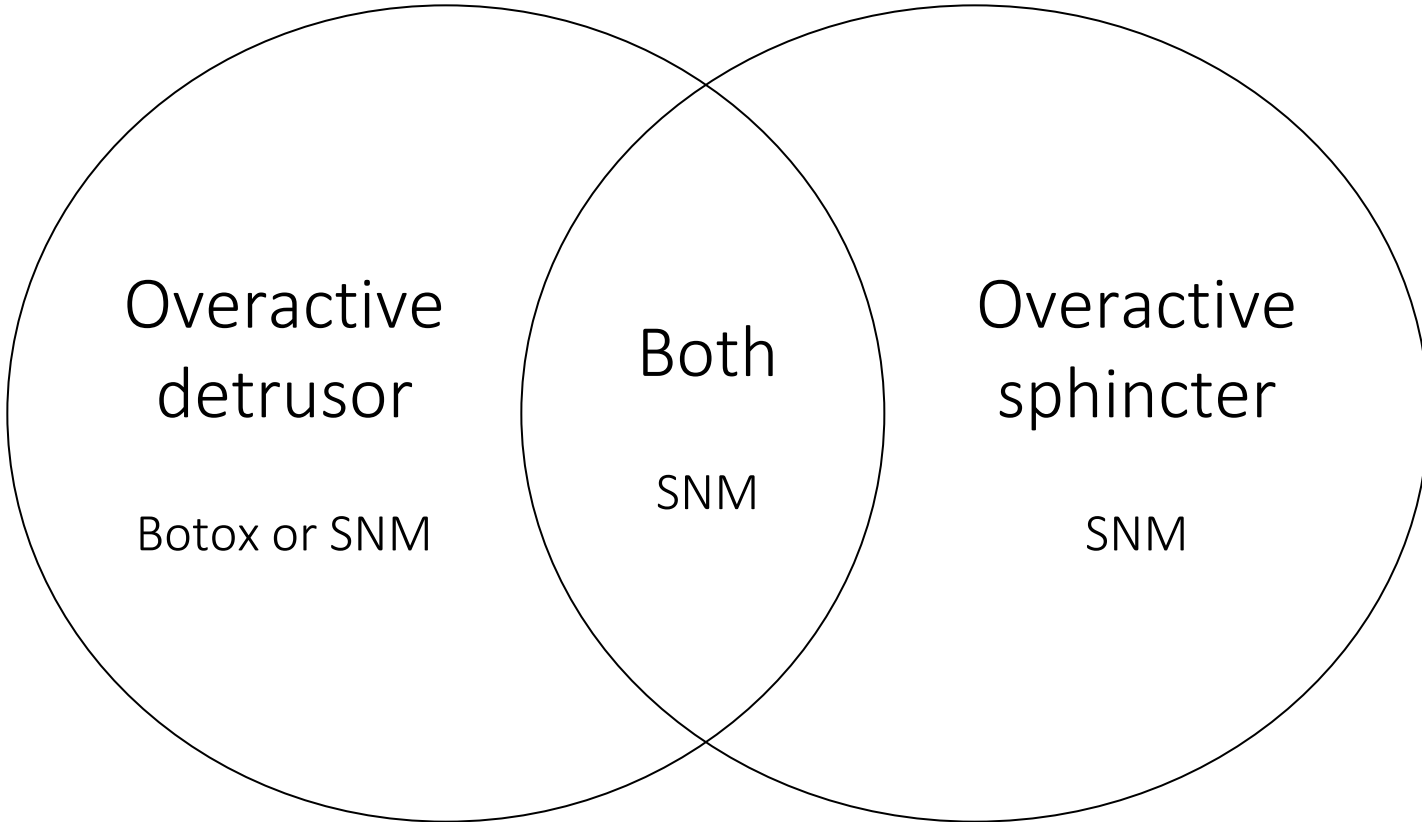 Overactive
detrusor
Botox or SNM
Both
SNM
Overactive
sphincter
SNM